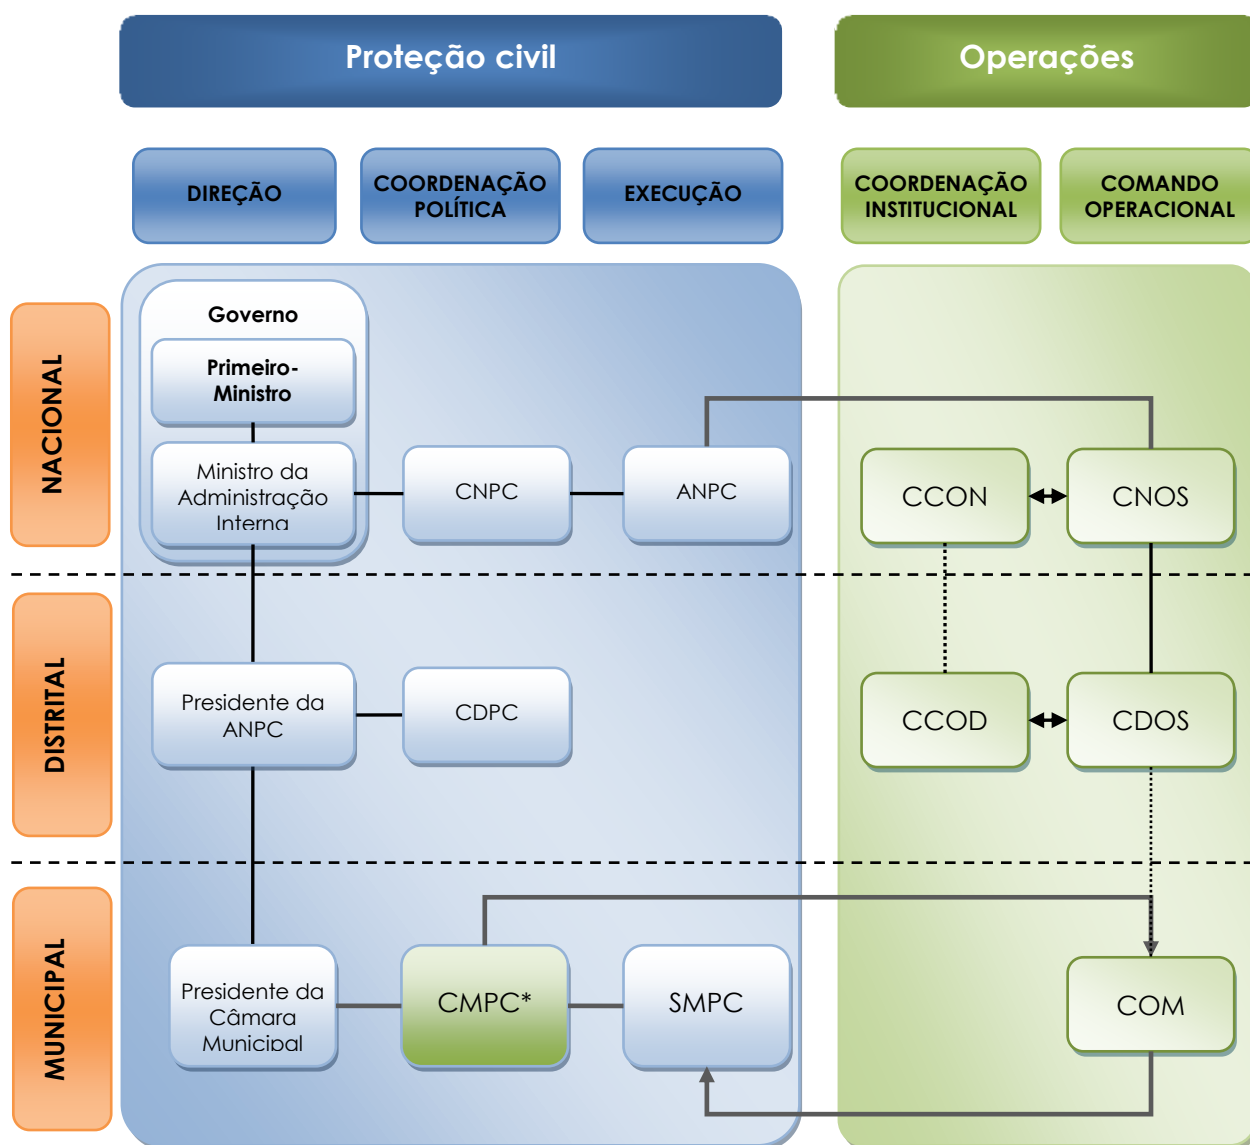 Proteção civil
Operações
DIREÇÃO
COORDENAÇÃO
POLÍTICA
EXECUÇÃO
COORDENAÇÃO
INSTITUCIONAL
COMANDO
OPERACIONAL
NACIONAL
Governo
Primeiro-
Ministro
Ministro da
Administração
Interna
CNPC
ANPC
CCON
CNOS
DISTRITAL
Presidente da
ANPC
CDPC
CCOD
CDOS
MUNICIPAL
Presidente da
Câmara
Municipal
CMPC*
SMPC
COM